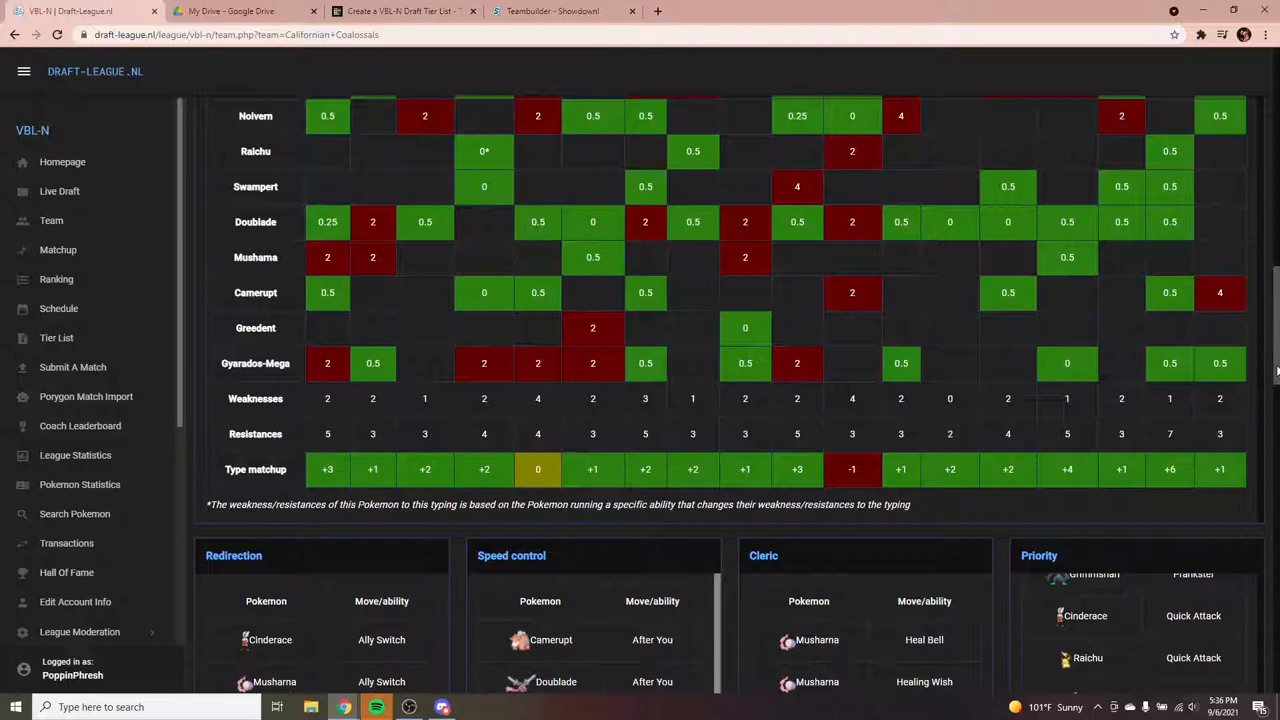 VBL-N | Draft-League.nl
My Drive - Google Drive
Create a VBL-N Draft Tier List - T
Teambuilder - Showdown!
draft-league.nl/league/vbl-n/team.php?team=Californian+Coalossals
DRAFT-LEAGUE.NL
VBL-N
Homepage
Live Draft
Team
Matchup
Ranking
Schedule
Tier List
Submit A Match
Porygon Match Import
Coach Leaderboard
League Statistics
Pokemon Statistics
Search Pokemon
Transactions
Hall Of Fame
Edit Account Info
League Moderation
Logged in as:
PoppinPhresh
Noivern 0.5 2 2 0.5 0.5 0.25 0 4 2 0.5
Raichu 0* 0.5 2 0.5
Swampert 0 0.5 4 0.5 0.5 0.5
Doublade 0.25 2 0.5 0.5 0 2 0.5 2 0.5 2 0.5 0 0 0.5 0.5 0.5
Musharna 2 2 0.5 2 0.5
Camerupt 0.5 0 0.5 0.5 2 0.5 0.5 4
Greedent 2 0
Gyarados-Mega 2 0.5 2 2 2 0.5 0.5 2 0.5 0 0.5 0.5
Weaknesses 2 2 1 2 4 2 3 1 2 2 4 2 0 2 1 2 1 2
Resistances 5 3 3 4 4 3 5 3 3 5 3 3 2 4 5 3 7 3
Type matchup +3 +1 +2 +2 0 +1 +2 +2 +1 +3 -1 +1 +2 +2 +4 +1 +6 +1
*The weakness/resistances of this Pokemon to this typing is based on the Pokemon running a specific ability that changes their weakness/resistances to the typing
Redirection
Pokemon Move/ability
Cinderace Ally Switch
Musharna Ally Switch
Speed control
Pokemon Move/ability
Camerupt After You
Doublade After You
Cleric
Pokemon Move/ability
Musharna Heal Bell
Musharna Healing Wish
Priority
Grimmsnarl Prankster
Cinderace Quick Attack
Raichu Quick Attack
Type here to search
101°F Sunny
5:36 PM
9/6/2021
15